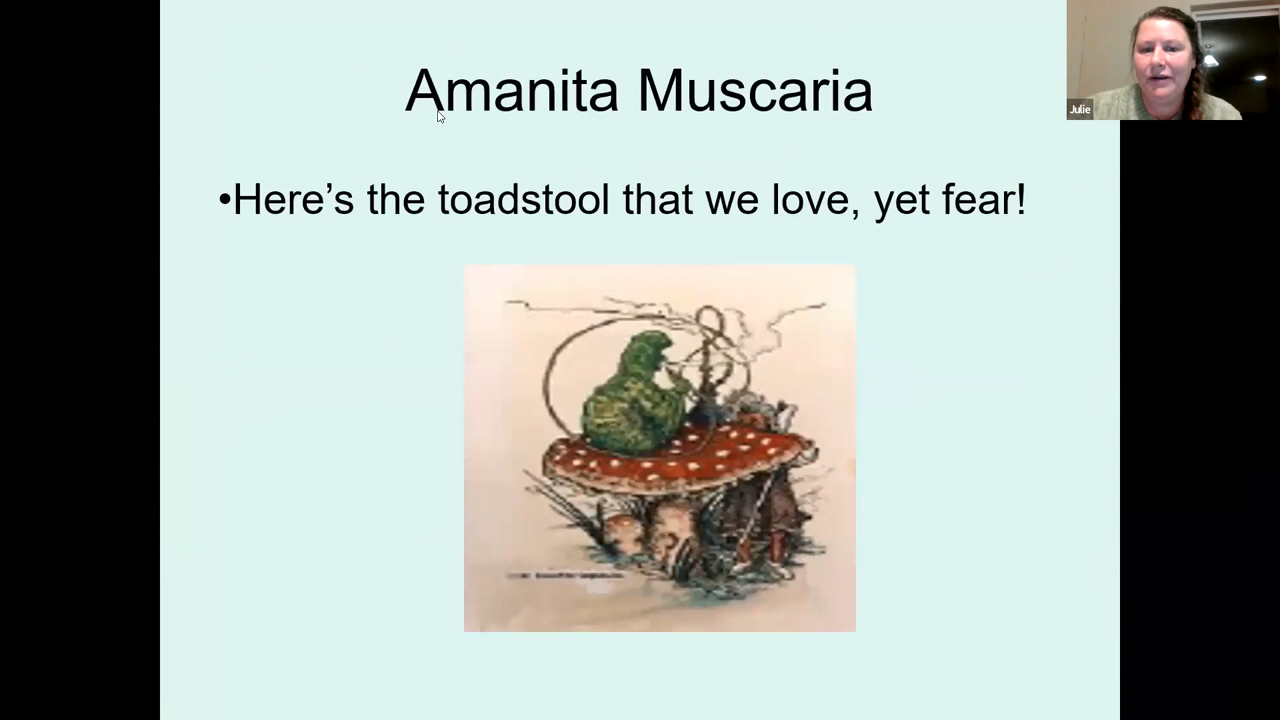 Amanita Muscaria
•Here’s the toadstool that we love, yet fear!
Julie